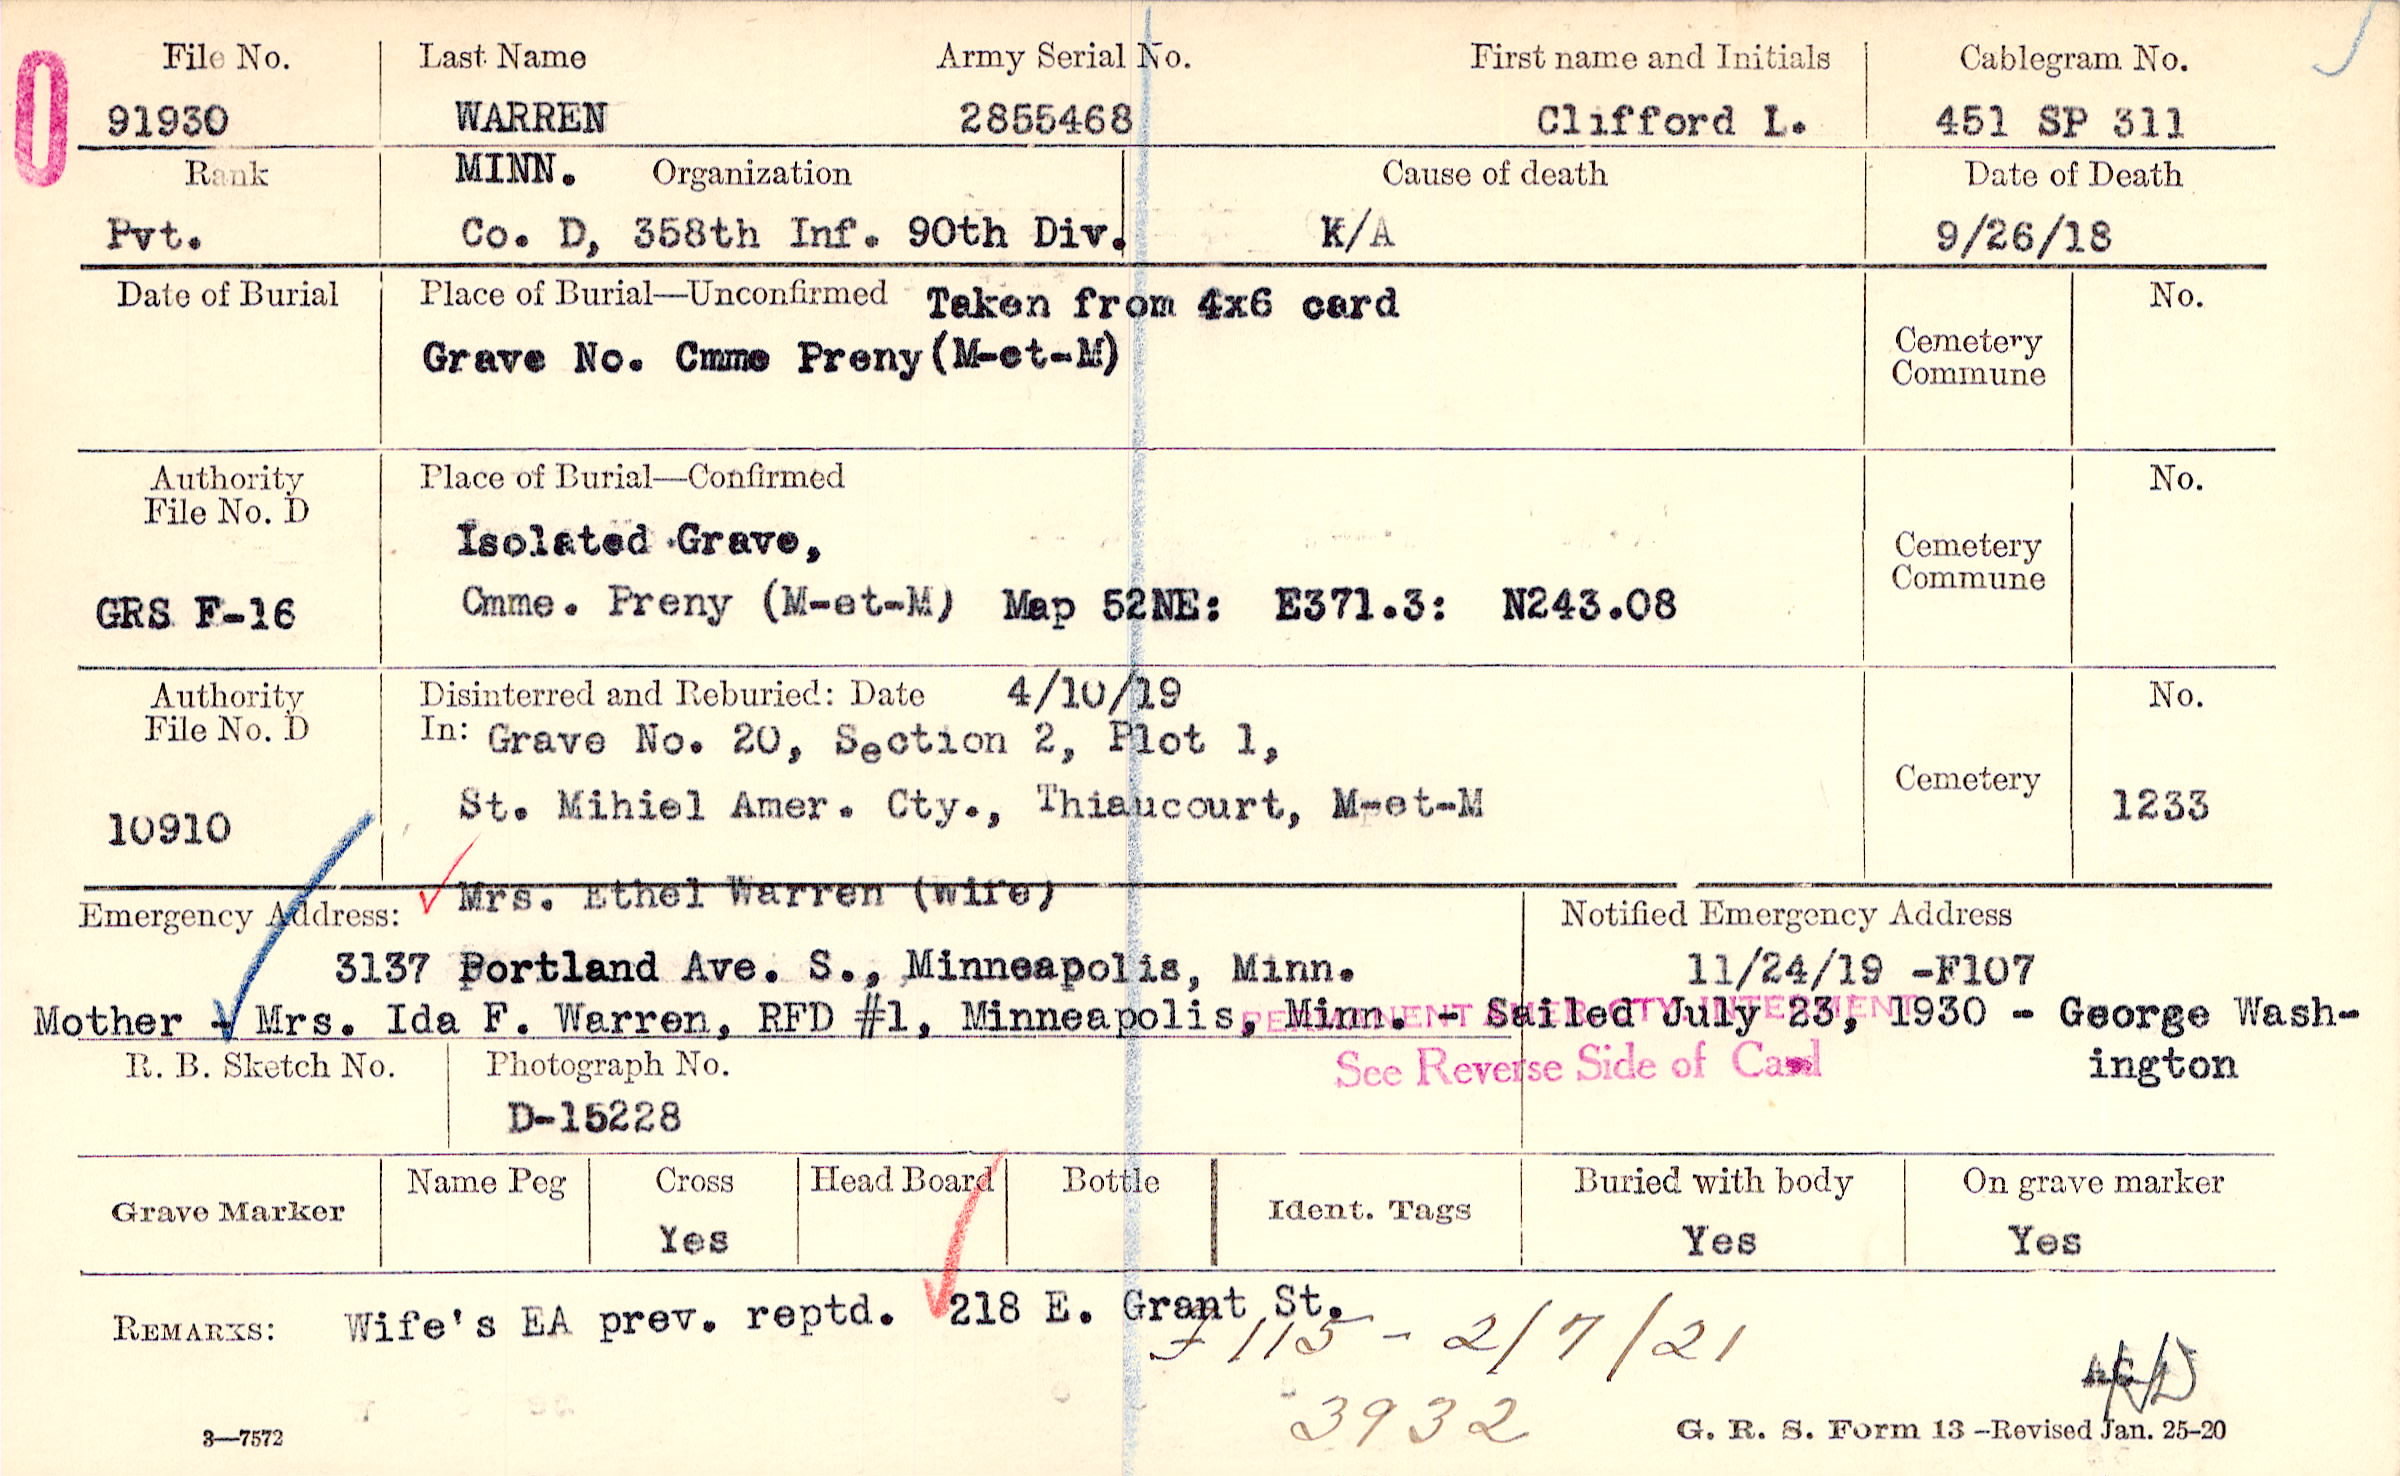 File No. Last Name Army Serial No. First name and Initials Cablegram No.
91930 WARREN 2855468 Clifford L. 451 SP 311
Rank MINN. Organization Cause of death Date of Death
Pvt. Co. D, 358th Inf. 90th Div. K/A 9/26/18
Date of Burial Place of Burial—Unconfirmed Taken from 4x6 card No.
Grave No. Cmme Preny(M-et-M) Cemetery
Commune
Authority Place of Burial—Confirmed No.
File No. D
Isolated Grave, Cemetery
Commune
GRS F-16 Cmme. Preny (M-et-M) Map 52NE: E371.3: N243.08
Authority Disinterred and Reburied: Date 4/10/19 No.
File No. D In: Grave No. 20, Section 2, Plot 1,
Cemetery
10910 St. Mihiel Amer. Cty., Thiaucourt, M-et-M 1233
Mrs. Ethel Warren (wife)
Emergency Address: Notified Emergency Address
3137 Portland Ave. S., Minneapolis, Minn. 11/24/19 -F107
PERMANENT AMER. CTY. INTERMENT
Mother - Mrs. Ida F. Warren, RFD #1, Minneapolis, Minn. - Sailed July 23, 1930 - George Wash-
ington
See Reverse Side of Card
R. B. Sketch No. Photograph No.
D-15228
Grave Marker Name Peg Cross Head Board Bottle Ident. Tags Buried with body On grave marker
Yes Yes Yes
REMARKS: Wife's EA prev. reptd. 218 E. Grant St.
F 115 - 2/7/21
3932
3—7572 G. R. S. Form 13 -Revised Jan. 25-20